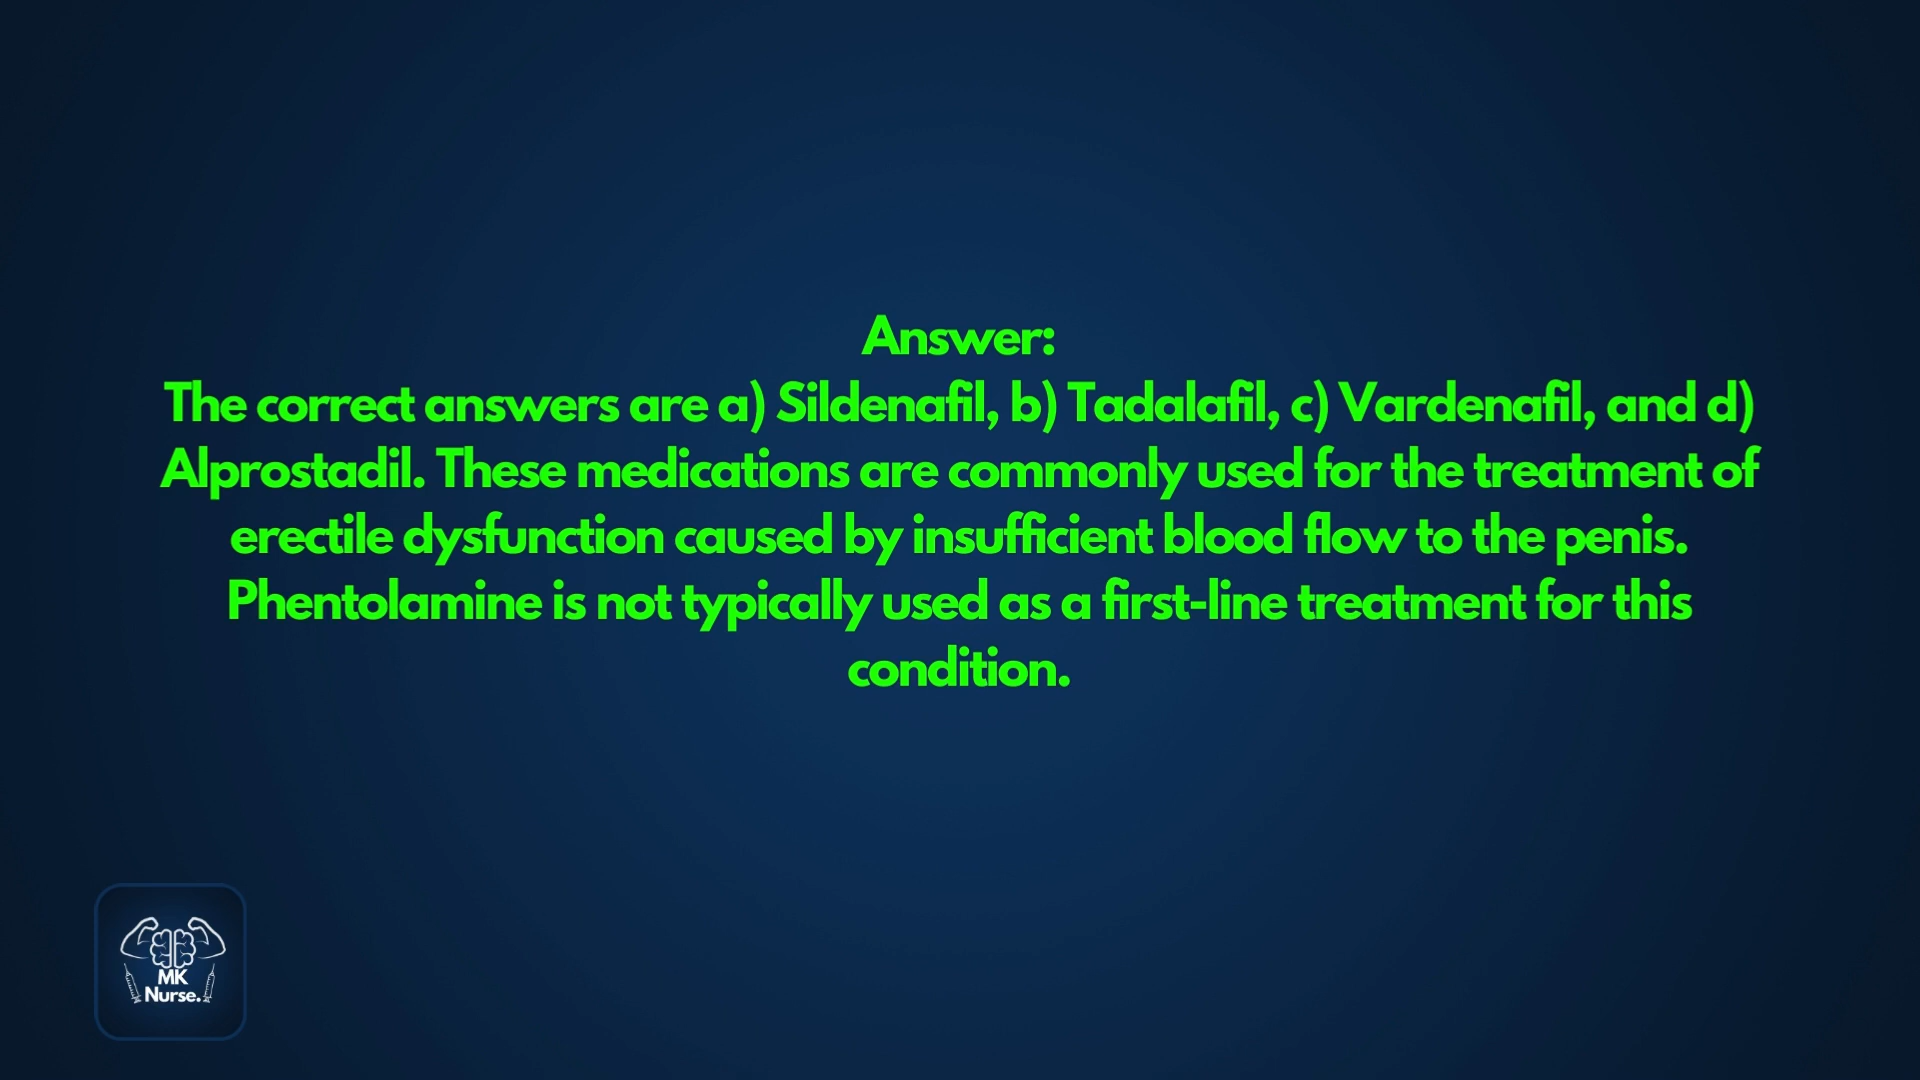 Answer:
The correct answers are a) Sildenafil, b) Tadalafil, c) Vardenafil, and d)
Alprostadil. These medications are commonly used for the treatment of
erectile dysfunction caused by insufficient blood flow to the penis.
Phentolamine is not typically used as a first-line treatment for this
condition.
MK
Nurse.